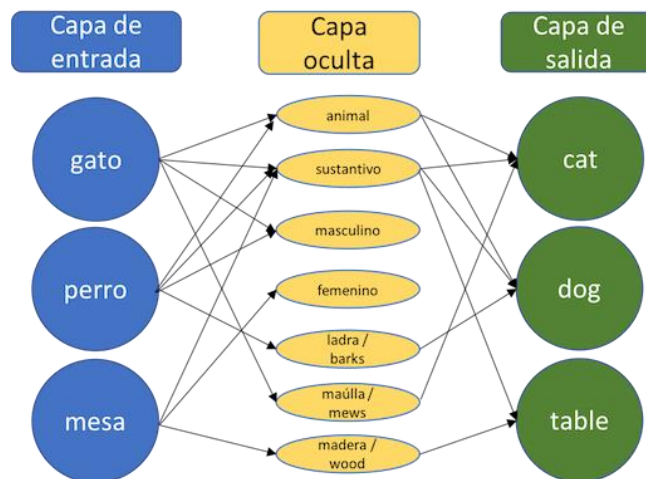 Capa de
entrada
Capa
oculta
Capa de
salida
gato
perro
mesa
animal
sustantivo
masculino
femenino
ladra /
barks
maúlla /
mews
madera /
wood
cat
dog
table